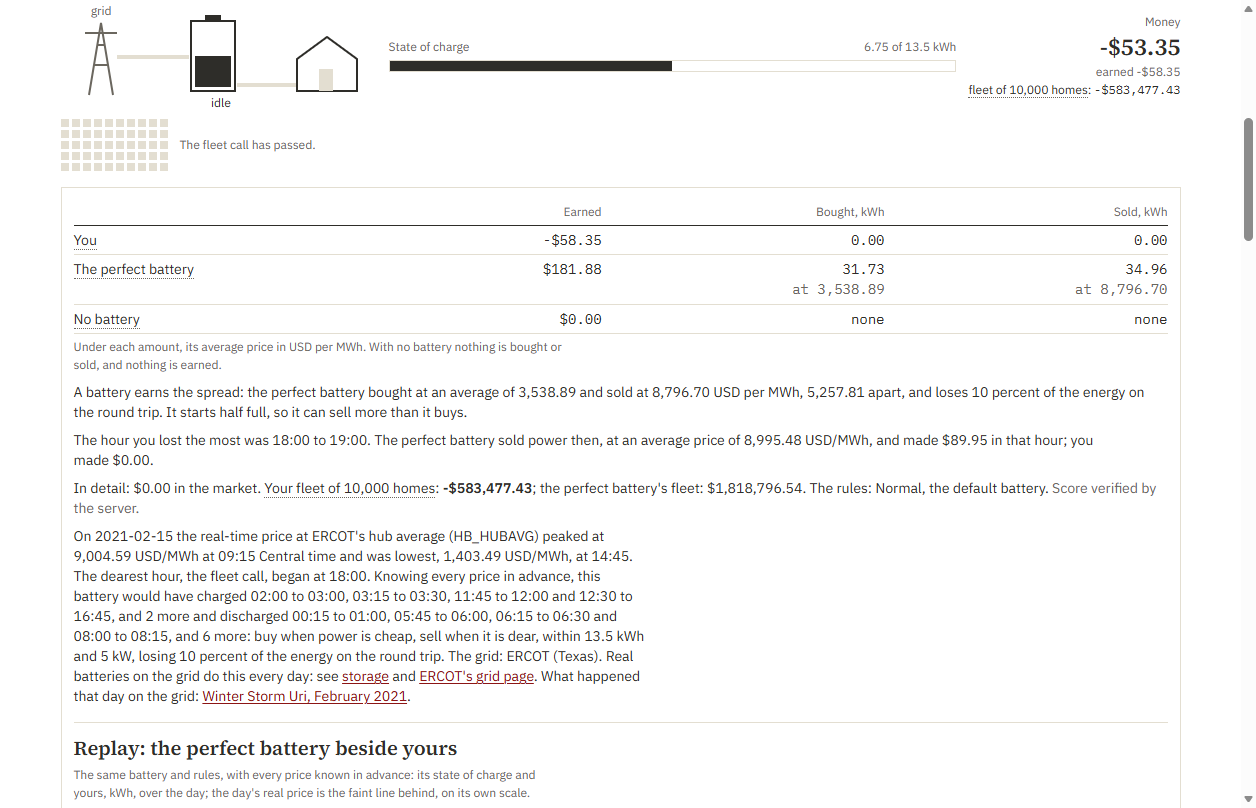 grid
idle
State of charge
6.75 of 13.5 kWh
Money
-$53.35
earned -$58.35
fleet of 10,000 homes: -$583,477.43
The fleet call has passed.
Earned Bought, kWh Sold, kWh
You -$58.35 0.00 0.00
The perfect battery $181.88 31.73 34.96
at 3,538.89 at 8,796.70
No battery $0.00 none none
Under each amount, its average price in USD per MWh. With no battery nothing is bought or
sold, and nothing is earned.
A battery earns the spread: the perfect battery bought at an average of 3,538.89 and sold at 8,796.70 USD per MWh, 5,257.81 apart, and loses 10 percent of the energy on
the round trip. It starts half full, so it can sell more than it buys.
The hour you lost the most was 18:00 to 19:00. The perfect battery sold power then, at an average price of 8,995.48 USD/MWh, and made $89.95 in that hour; you
made $0.00.
In detail: $0.00 in the market. Your fleet of 10,000 homes: -$583,477.43; the perfect battery's fleet: $1,818,796.54. The rules: Normal, the default battery. Score verified by
the server.
On 2021-02-15 the real-time price at ERCOT's hub average (HB_HUBAVG) peaked at
9,004.59 USD/MWh at 09:15 Central time and was lowest, 1,403.49 USD/MWh, at 14:45.
The dearest hour, the fleet call, began at 18:00. Knowing every price in advance, this
battery would have charged 02:00 to 03:00, 03:15 to 03:30, 11:45 to 12:00 and 12:30 to
16:45, and 2 more and discharged 00:15 to 01:00, 05:45 to 06:00, 06:15 to 06:30 and
08:00 to 08:15, and 6 more: buy when power is cheap, sell when it is dear, within 13.5 kWh
and 5 kW, losing 10 percent of the energy on the round trip. The grid: ERCOT (Texas). Real
batteries on the grid do this every day: see storage and ERCOT's grid page. What happened
that day on the grid: Winter Storm Uri, February 2021.
Replay: the perfect battery beside yours
The same battery and rules, with every price known in advance: its state of charge and
yours, kWh, over the day; the day's real price is the faint line behind, on its own scale.